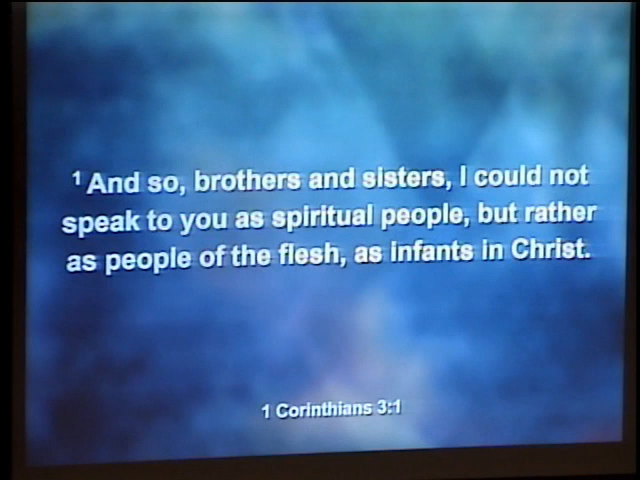 ¹ And so, brothers and sisters, I could not
speak to you as spiritual people, but rather
as people of the flesh, as infants in Christ.
1 Corinthians 3:1